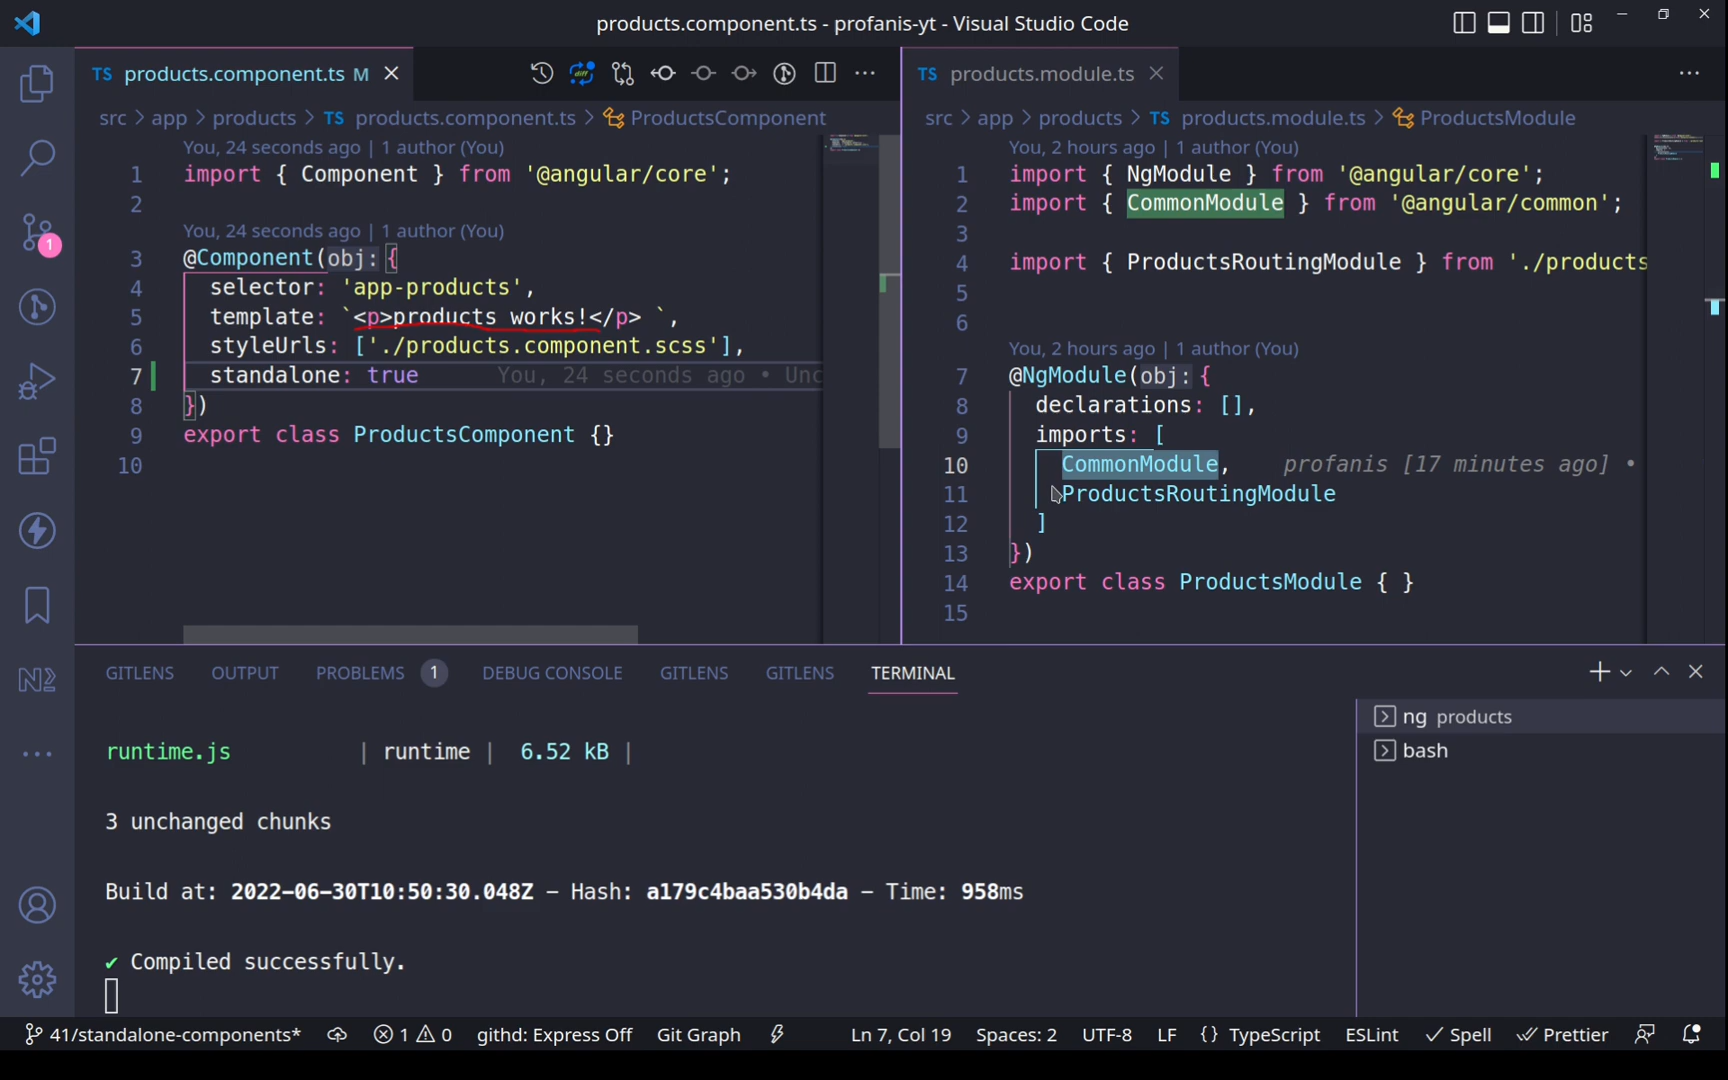 products.component.ts - profanis-yt - Visual Studio Code
TS products.component.ts M
diff
TS products.module.ts
src > app > products > TS products.component.ts > ProductsComponent
src > app > products > TS products.module.ts > ProductsModule
You, 24 seconds ago | 1 author (You)
1 import { Component } from '@angular/core';
2
You, 24 seconds ago | 1 author (You)
3 @Component(obj: {
4 selector: 'app-products',
5 template: `<p>products works!</p> `,
6 styleUrls: ['./products.component.scss'],
7 standalone: true You, 24 seconds ago • Unc
8 })
9 export class ProductsComponent {}
10
You, 2 hours ago | 1 author (You)
1 import { NgModule } from '@angular/core';
2 import { CommonModule } from '@angular/common';
3
4 import { ProductsRoutingModule } from './products
5
6
You, 2 hours ago | 1 author (You)
7 @NgModule(obj: {
8 declarations: [],
9 imports: [
10 CommonModule, profanis [17 minutes ago] •
11 ProductsRoutingModule
12 ]
13 })
14 export class ProductsModule { }
15
1
GITLENS OUTPUT PROBLEMS 1 DEBUG CONSOLE GITLENS GITLENS TERMINAL
runtime.js | runtime | 6.52 kB |
3 unchanged chunks
Build at: 2022-06-30T10:50:30.048Z - Hash: a179c4baa530b4da - Time: 958ms
✔ Compiled successfully.
ng products
bash
41/standalone-components* 1 0 githd: Express Off Git Graph Ln 7, Col 19 Spaces: 2 UTF-8 LF {} TypeScript ESLint Spell Prettier